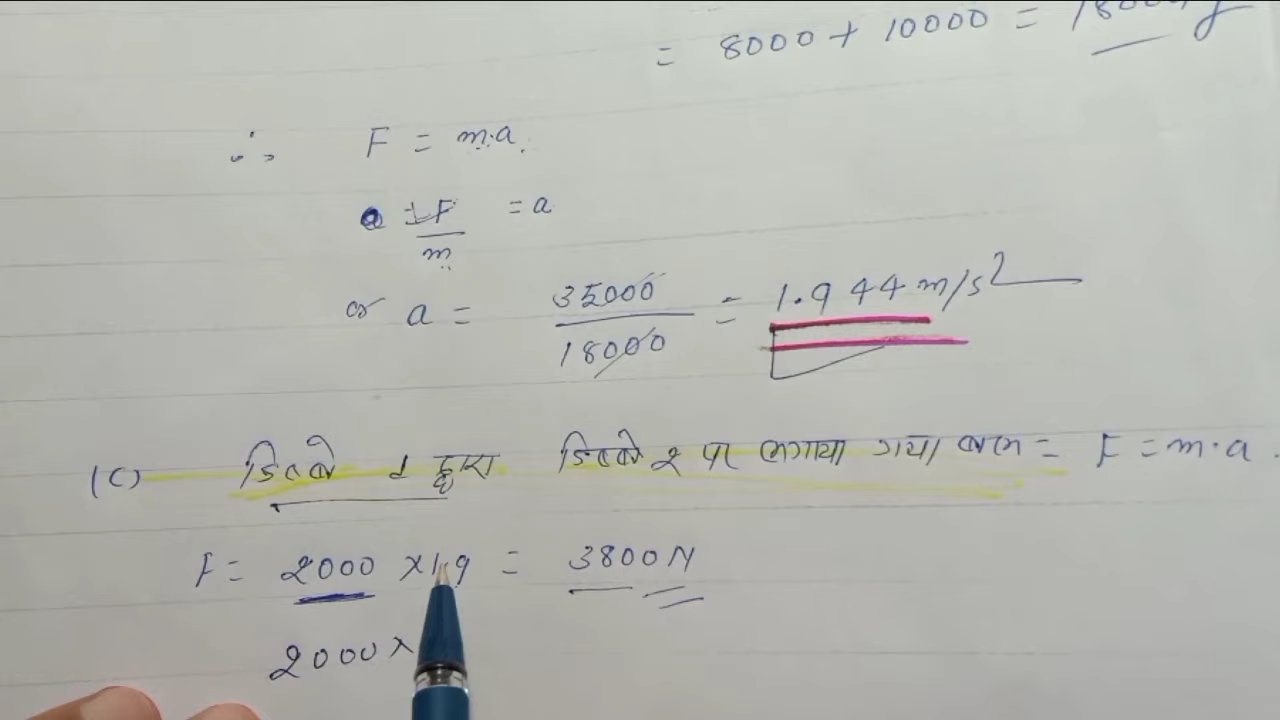 = 8000 + 10000 =
∴ F = m.a.
a = F/m = a
or a = 35000/18000 = 1.944 m/s²
(C) डिब्बे 1 द्वारा डिब्बे 2 पर लगाया गया बल = F = m.a.
F = 2000 × 1.9 = 3800 N
2000 ×